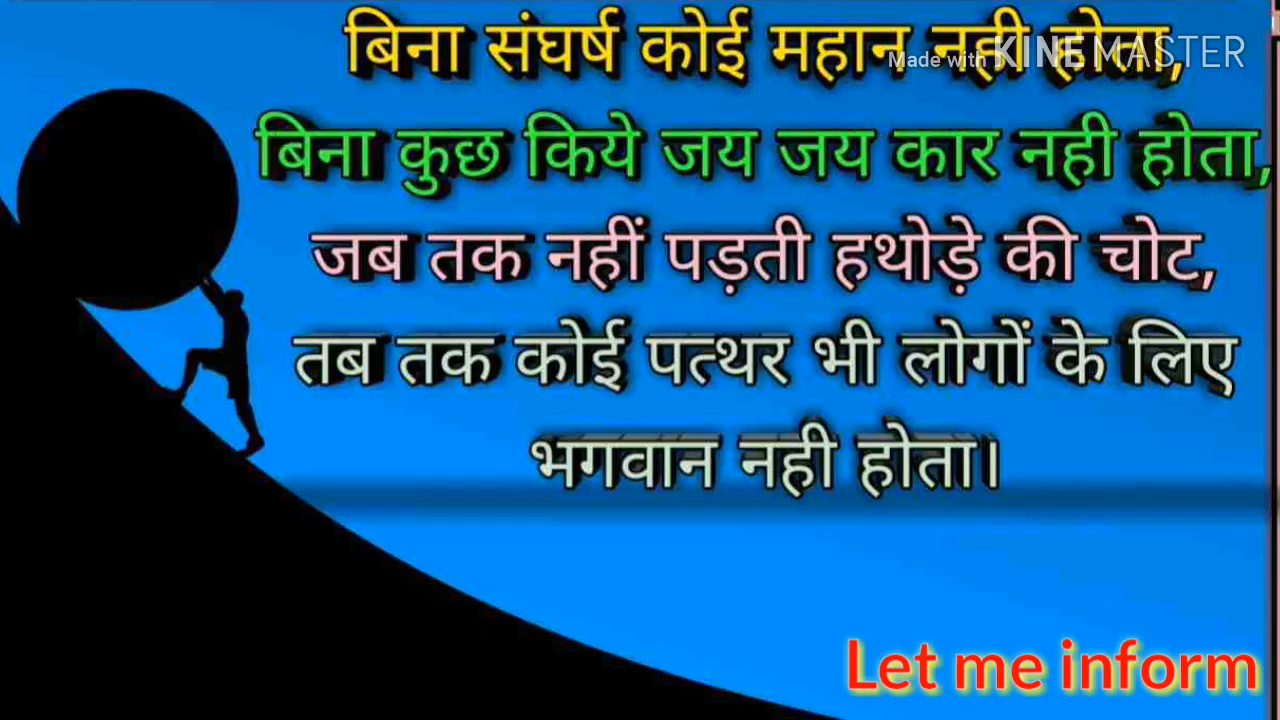 बिना संघर्ष कोई महान नही होता,
Made with KINEMASTER
बिना कुछ किये जय जय कार नही होता,
जब तक नहीं पड़ती हथोड़े की चोट,
तब तक कोई पत्थर भी लोगों के लिए
भगवान नही होता।
Let me inform